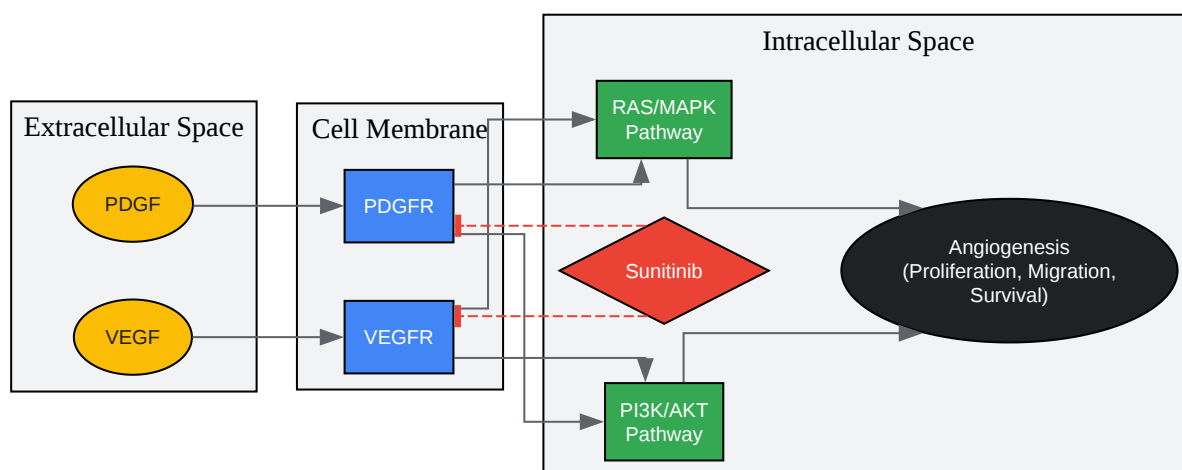 Intracellular Space
Extracellular Space
Cell Membrane
RAS/MAPK
Pathway
PDGF
PDGFR
Sunitinib
Angiogenesis
(Proliferation, Migration,
Survival)
VEGF
VEGFR
PI3K/AKT
Pathway